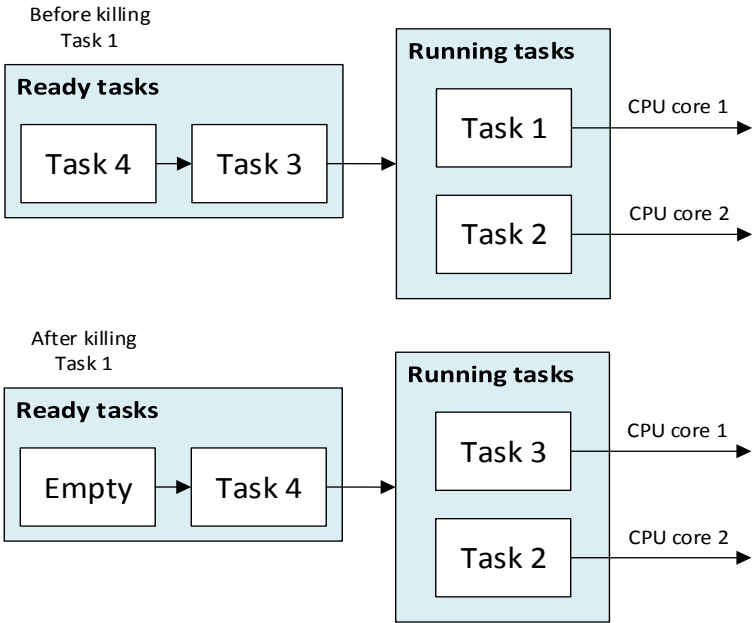 Before killing
Task 1
Ready tasks
Task 4
Task 3
Running tasks
Task 1
Task 2
CPU core 1
CPU core 2
After killing
Task 1
Ready tasks
Empty
Task 4
Running tasks
Task 3
Task 2
CPU core 1
CPU core 2